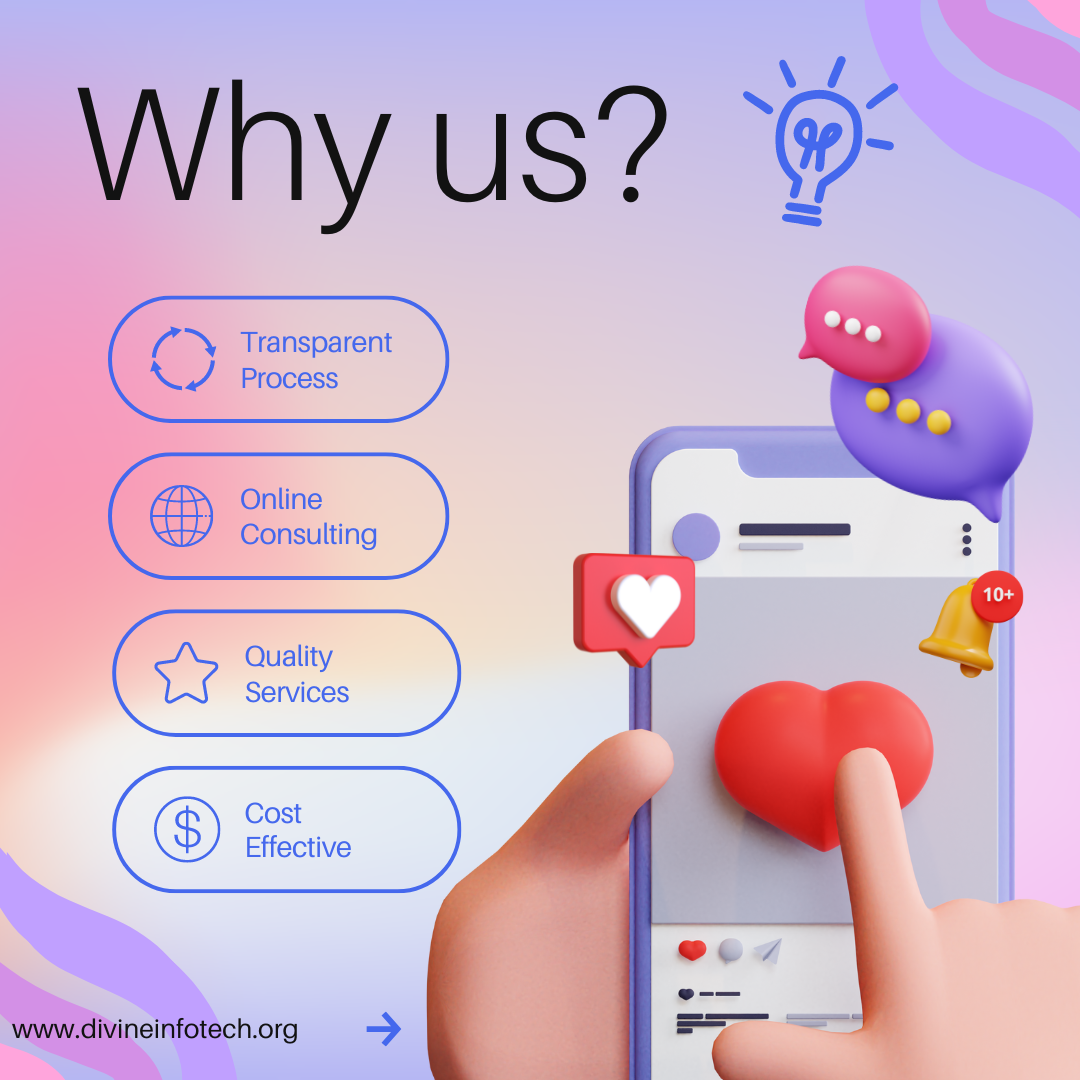 Why us?
Transparent
Process
Online
Consulting
Quality
Services
$
Cost
Effective
10+
www.divineinfotech.org